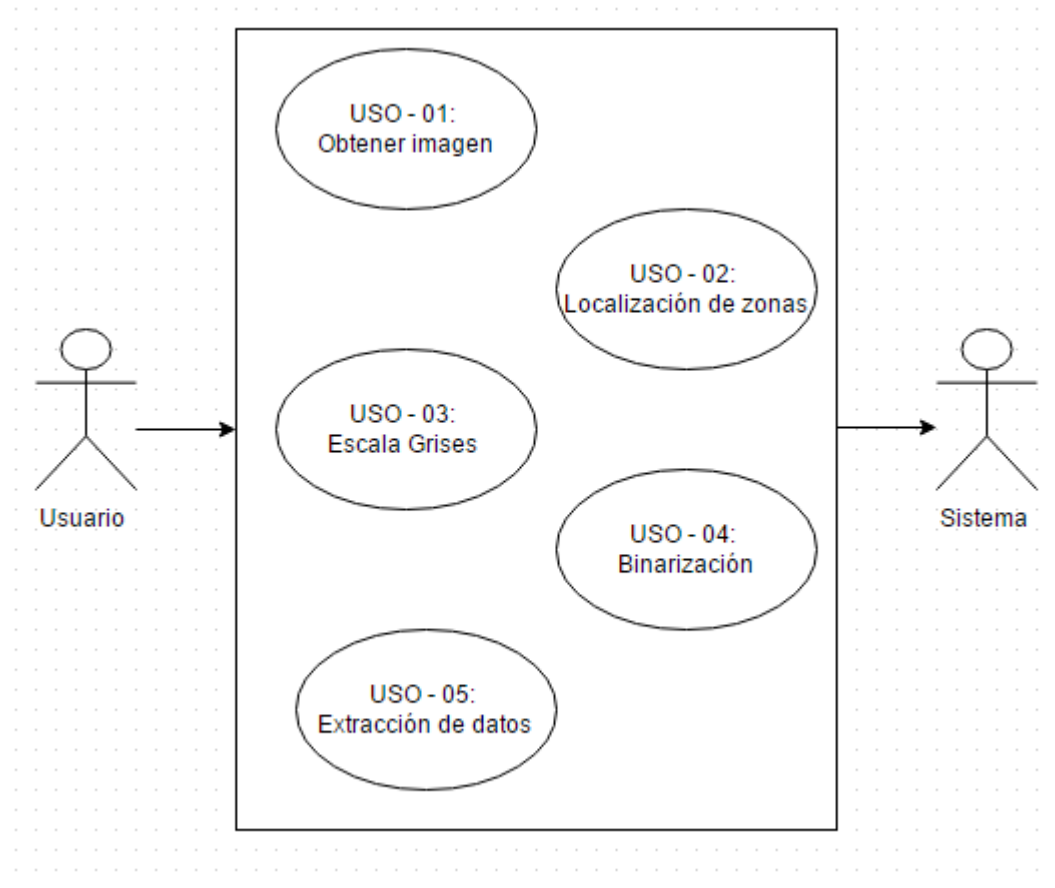 USO - 01:
Obtener imagen
USO - 02:
Localización de zonas
USO - 03:
Escala Grises
Usuario
Sistema
USO - 04:
Binarización
USO - 05:
Extracción de datos